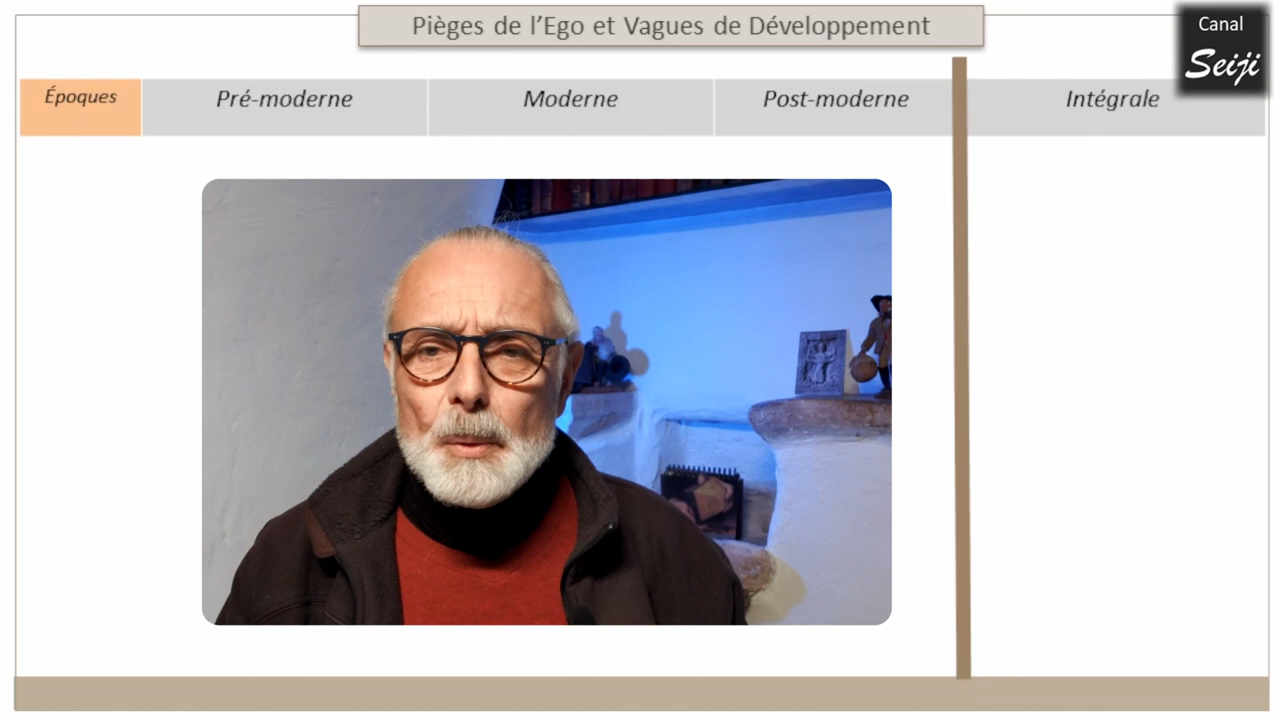 Pièges de l’Ego et Vagues de Développement
Canal
Seiji
Époques
Pré-moderne
Moderne
Post-moderne
Intégrale